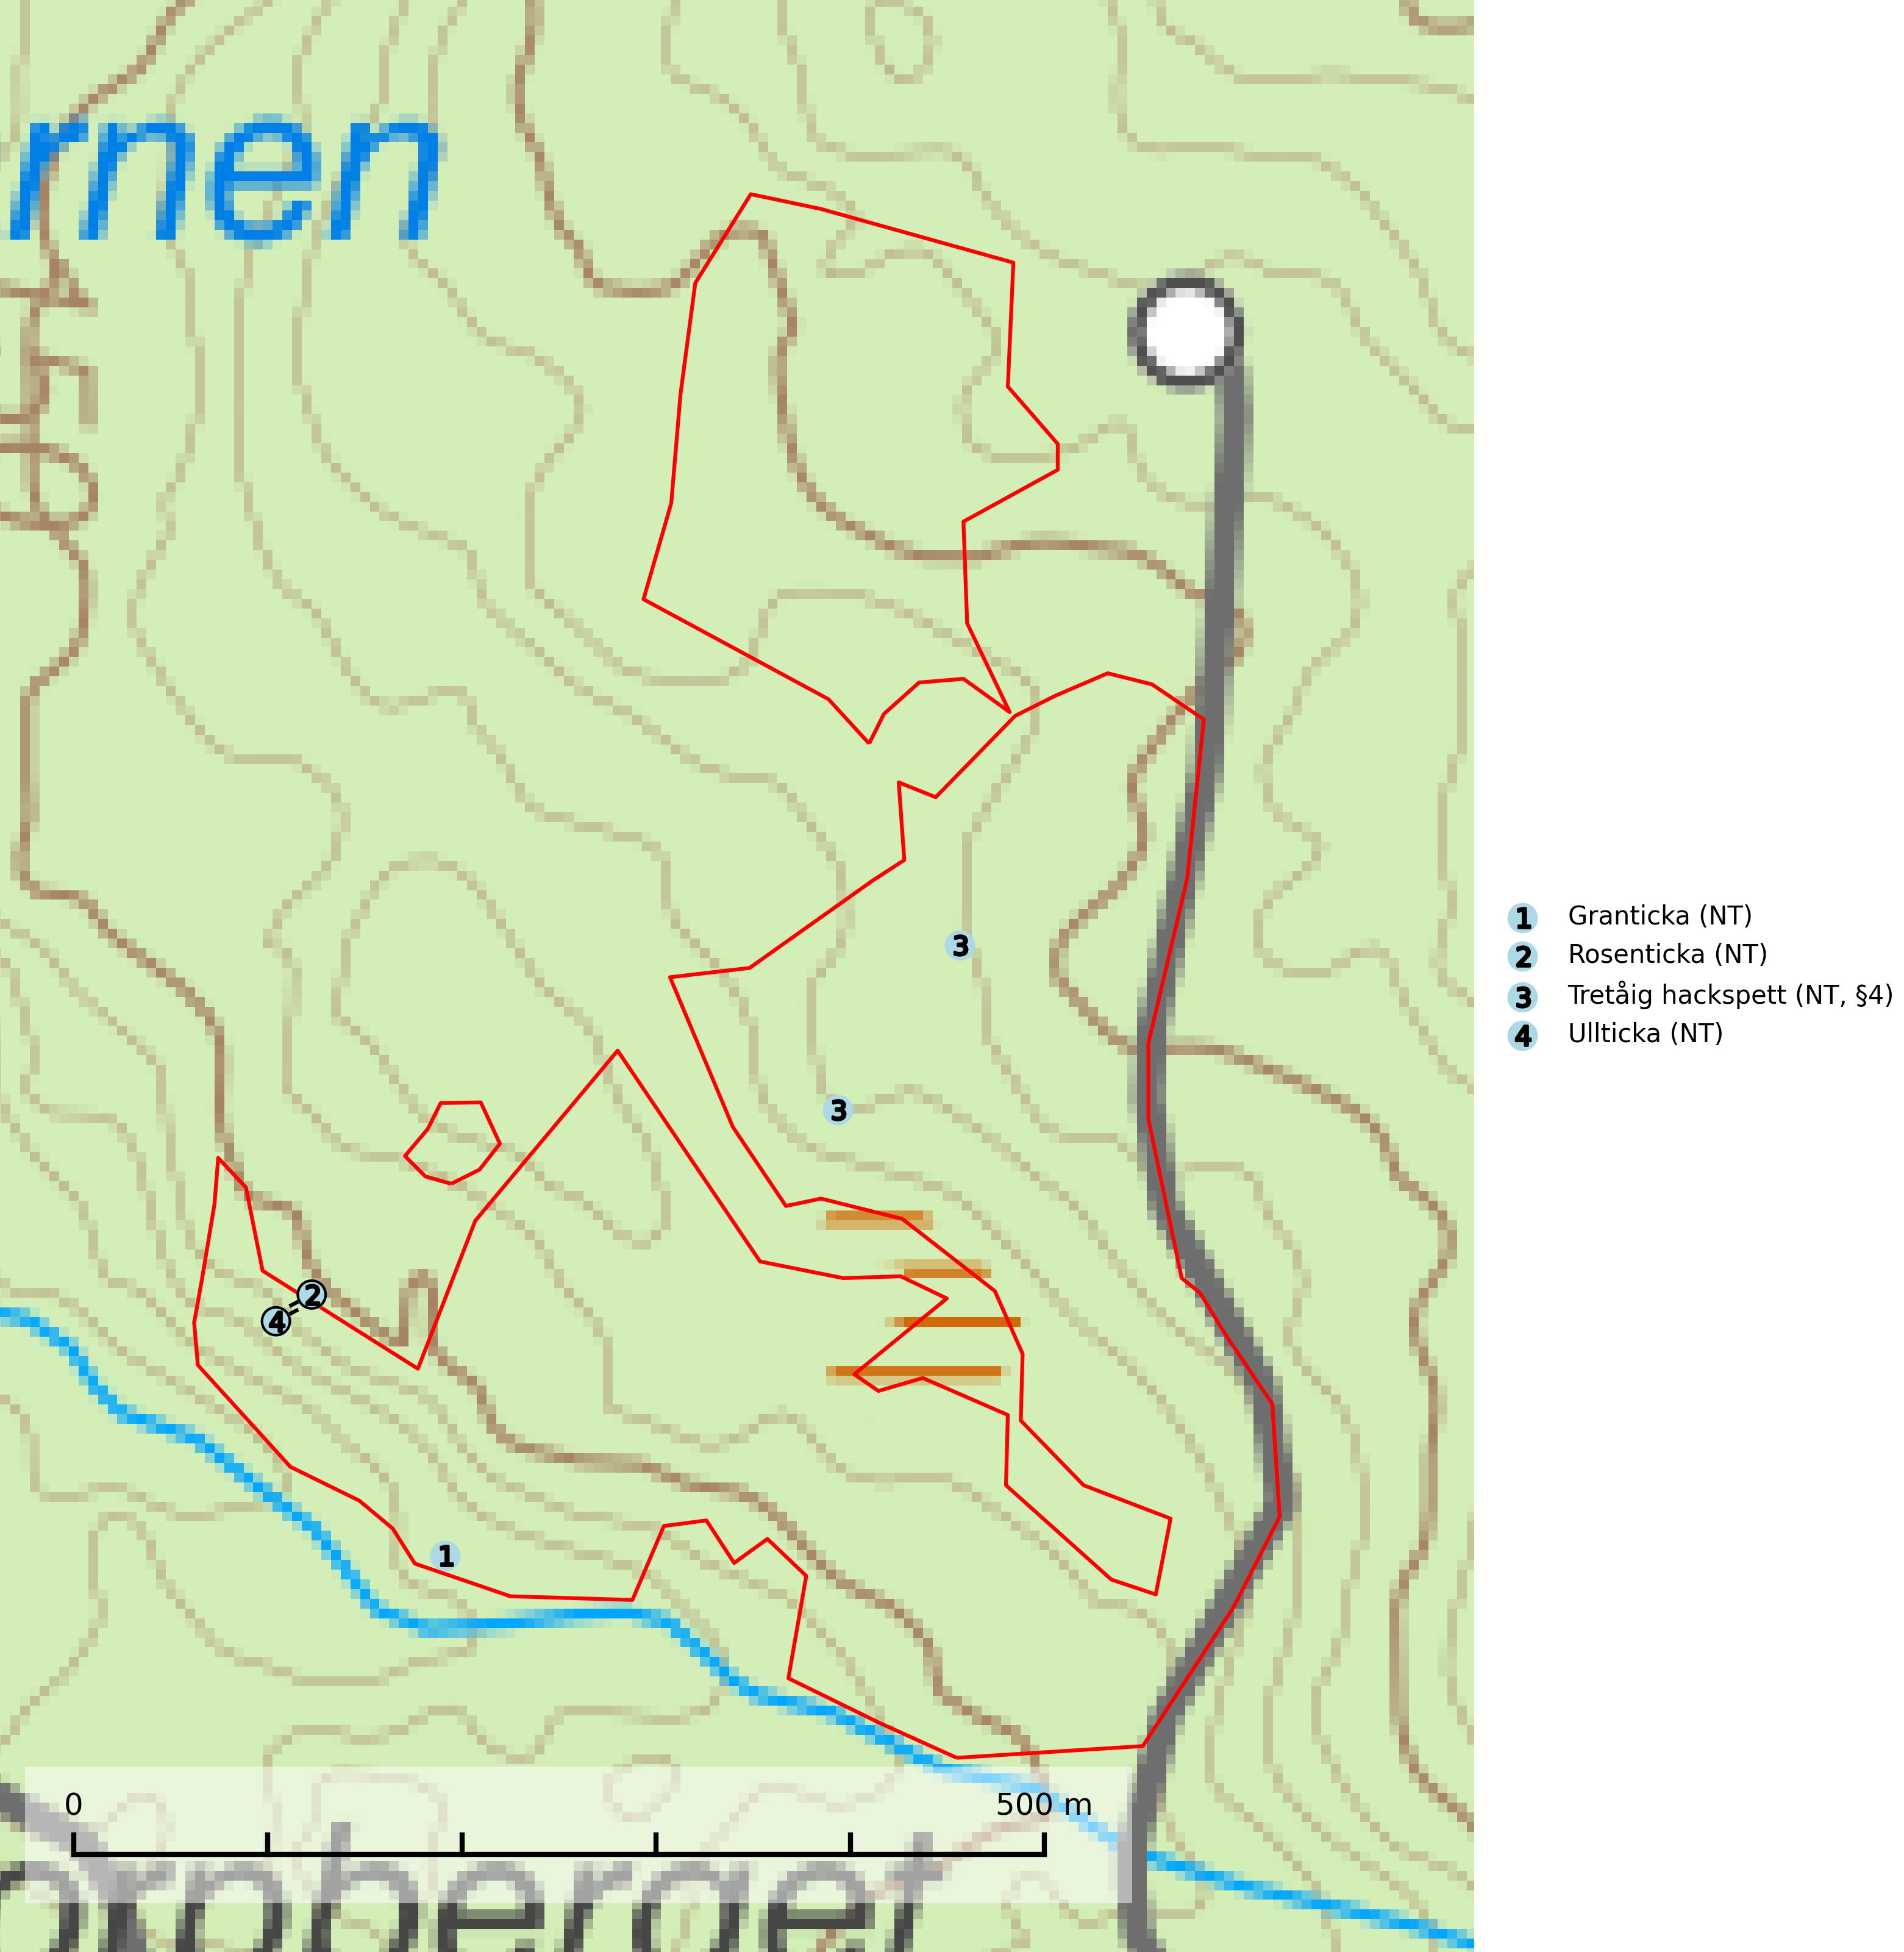 rnen
3
3
2
4
1
0 500 m
1 Granticka (NT)
2 Rosenticka (NT)
3 Tretåig hackspett (NT, §4)
4 Ullticka (NT)